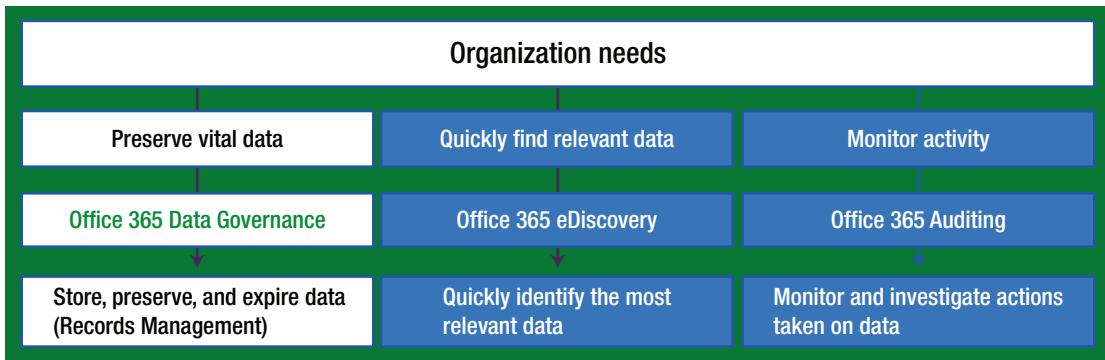 Organization needs
Preserve vital data
Quickly find relevant data
Monitor activity
Office 365 Data Governance
Office 365 eDiscovery
Office 365 Auditing
Store, preserve, and expire data
(Records Management)
Quickly identify the most
relevant data
Monitor and investigate actions
taken on data